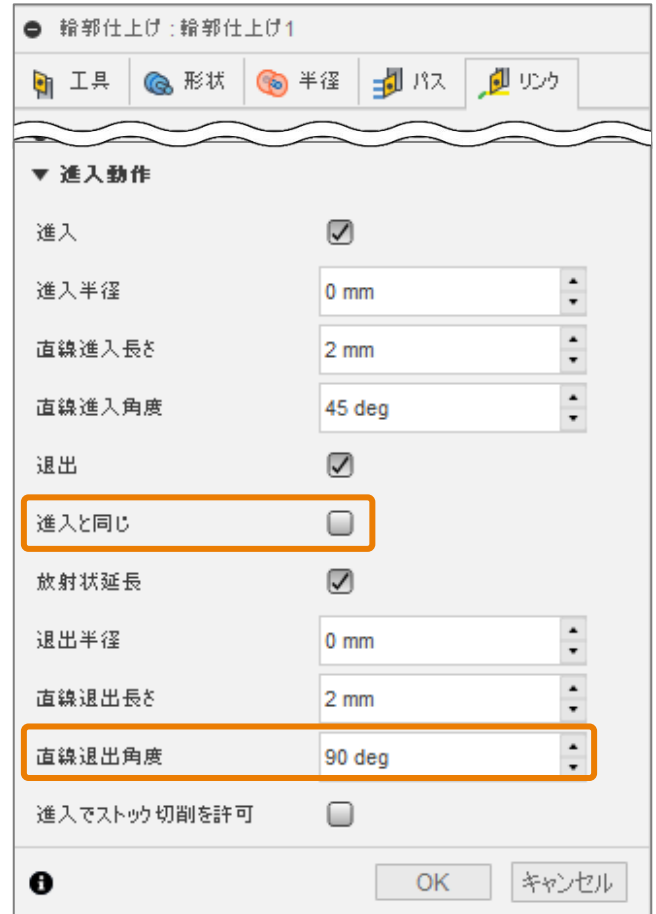 輪郭仕上げ : 輪郭仕上げ1
工具 形状 半径 パス リンク
▼ 進入動作
進入
進入半径 0 mm
直線進入長さ 2 mm
直線進入角度 45 deg
退出
進入と同じ
放射状延長
退出半径 0 mm
直線退出長さ 2 mm
直線退出角度 90 deg
進入でストック切削を許可
OK キャンセル